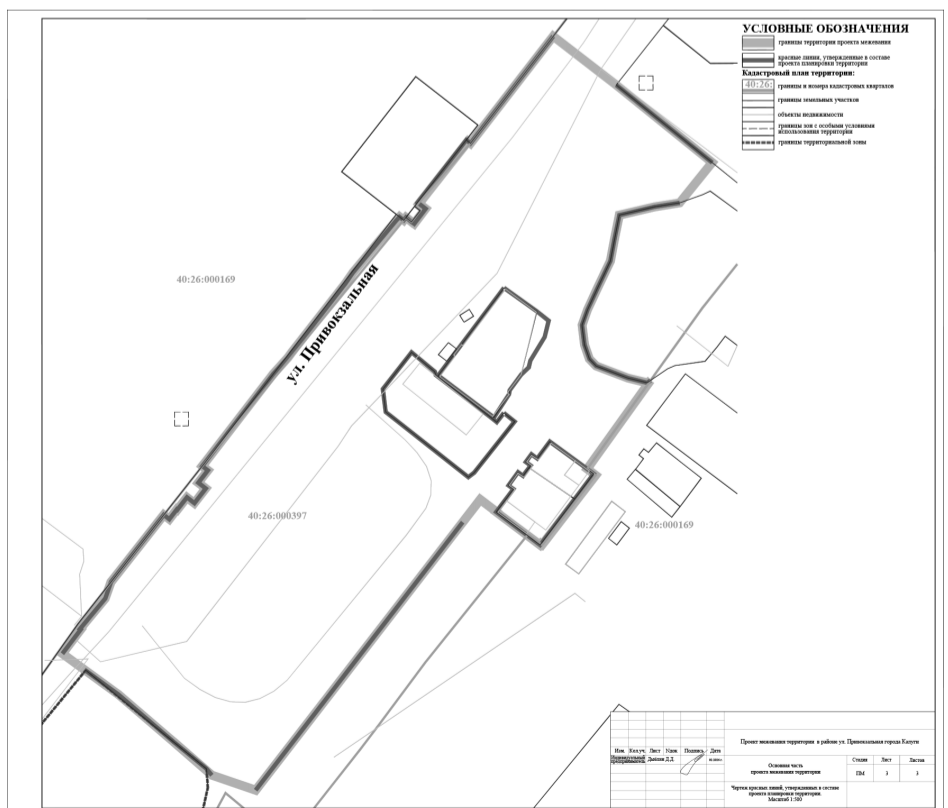 УСЛОВНЫЕ ОБОЗНАЧЕНИЯ
границы территории проекта межевания
красные линии, утвержденные в составе
проекта планировки территории
Кадастровый план территории:
40:26:
границы и номера кадастровых кварталов
границы земельных участков
объекты недвижимости
границы зон с особыми условиями
использования территории
границы территориальной зоны
40:26:000169
ул. Привокзальная
40:26:000397
40:26:000169
Изм. Кол.уч Лист №док Подпись Дата
Индивидуальный
предприниматель
Д.Д.
Проект межевания территории в районе ул. Привокзальная города Калуги
Основная часть
проекта межевания территории
Стадия Лист Листов
ПМ 3 3
Чертеж красных линий, утвержденных в составе
проекта планировки территории
Масштаб 1:500